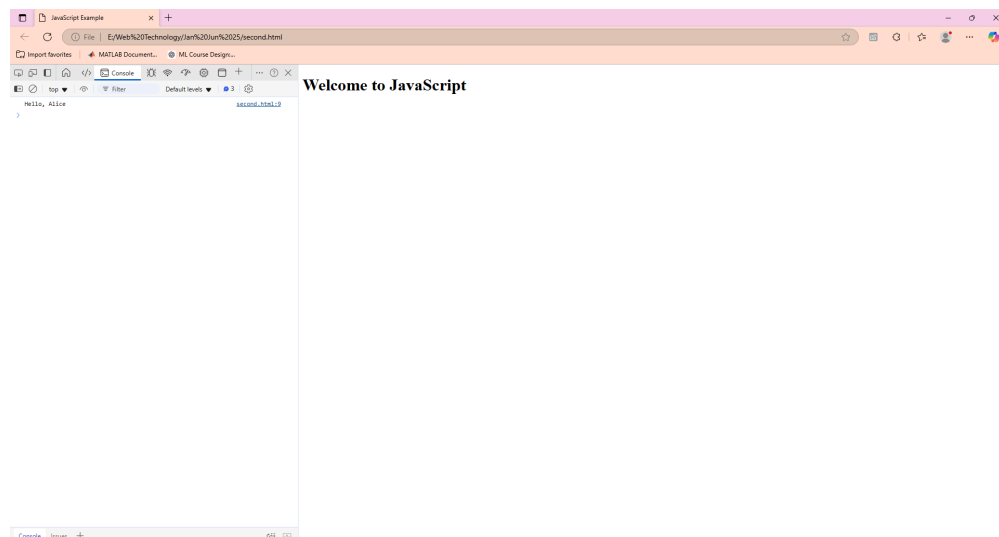 JavaScript Example
File E:/Web%20Technology/Jan%20Jun%2025/second.html
Import favorites MATLAB Document... ML Course Design:...
Console
top Filter Default levels 3
Hello, Alice second.html:9
Welcome to JavaScript
Console Issues